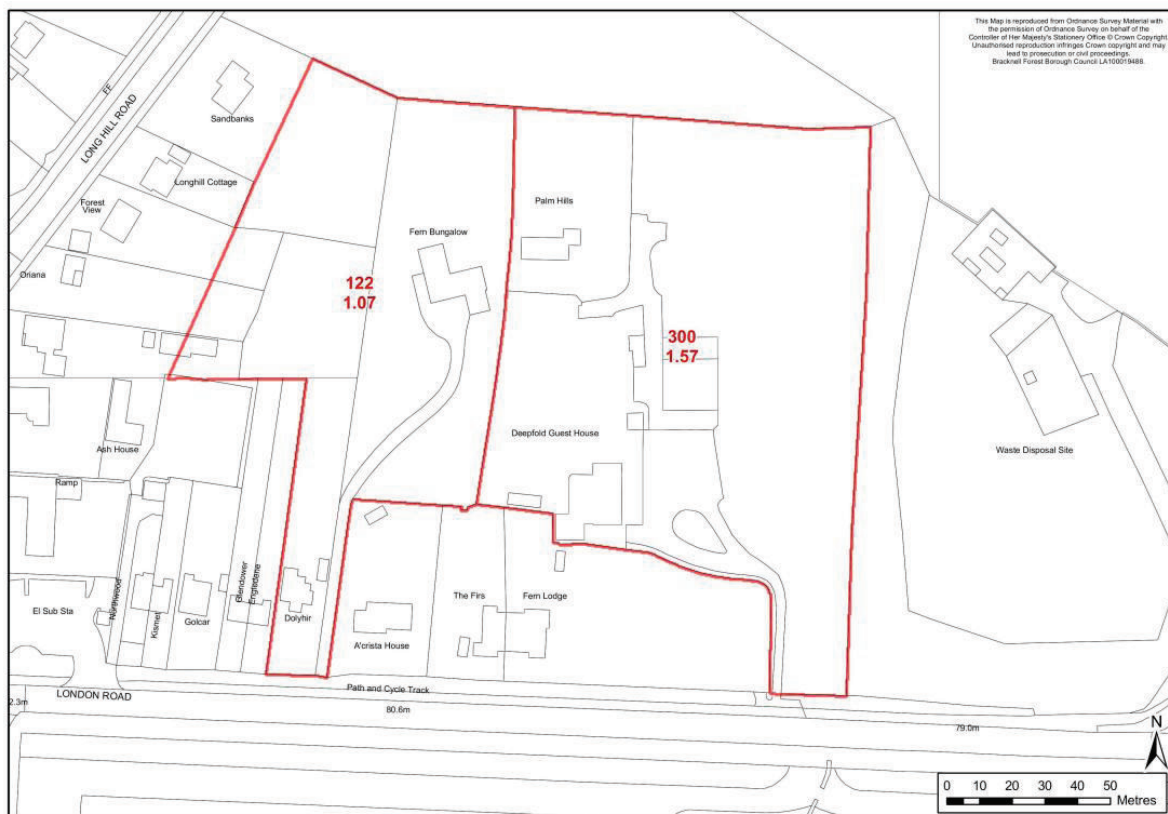 This Map is reproduced from Ordnance Survey Material with
the permission of Ordnance Survey on behalf of the
Controller of Her Majesty's Stationery Office © Crown Copyright.
Unauthorised reproduction infringes Crown copyright and may
lead to prosecution or civil proceedings.
Bracknell Forest Borough Council LA100019488.
FF
LONG HILL ROAD
Sandbanks
Longhill Cottage
Forest
View
Oriana
Palm Hills
Fern Bungalow
122
1.07
300
1.57
Deepfold Guest House
Waste Disposal Site
Ash House
Ramp
El Sub Sta
Northwood
Kismet
Golcar
Glendower
Engledene
Dolyhir
A'crista House
The Firs
Fern Lodge
Path and Cycle Track
LONDON ROAD
2.3m
80.6m
79.0m
N
0 10 20 30 40 50
Metres